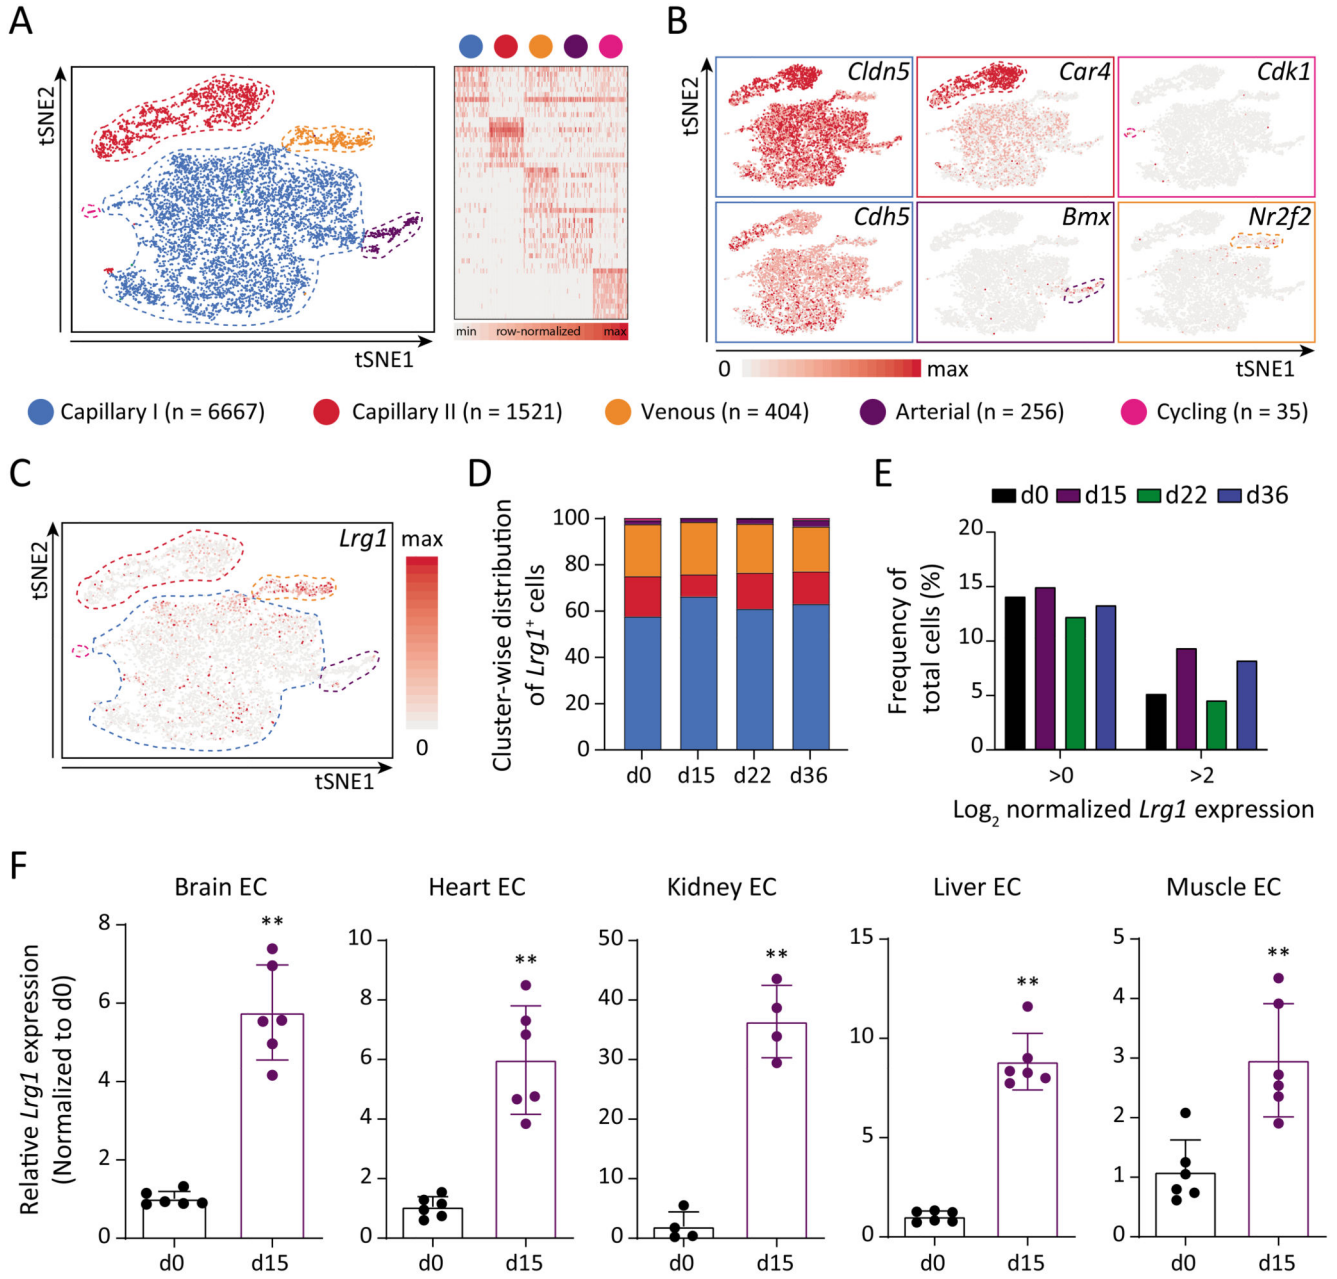 A
tSNE2
tSNE1
min row-normalized max
B
tSNE2
Cldn5
Car4
Cdk1
Cdh5
Bmx
Nr2f2
0 max
tSNE1
Capillary I (n = 6667)
Capillary II (n = 1521)
Venous (n = 404)
Arterial (n = 256)
Cycling (n = 35)
C
tSNE2
Lrg1
max
0
tSNE1
D
Cluster-wise distribution
of Lrg1⁺ cells
100
80
60
40
20
0
d0 d15 d22 d36
E
d0 d15 d22 d36
Frequency of
total cells (%)
20
15
10
5
0
>0 >2
Log₂ normalized Lrg1 expression
F
Relative Lrg1 expression
(Normalized to d0)
Brain EC
8
6
4
2
0
**
d0 d15
Heart EC
10
8
6
4
2
0
**
d0 d15
Kidney EC
50
40
30
20
10
0
**
d0 d15
Liver EC
15
10
5
0
**
d0 d15
Muscle EC
5
4
3
2
1
0
**
d0 d15